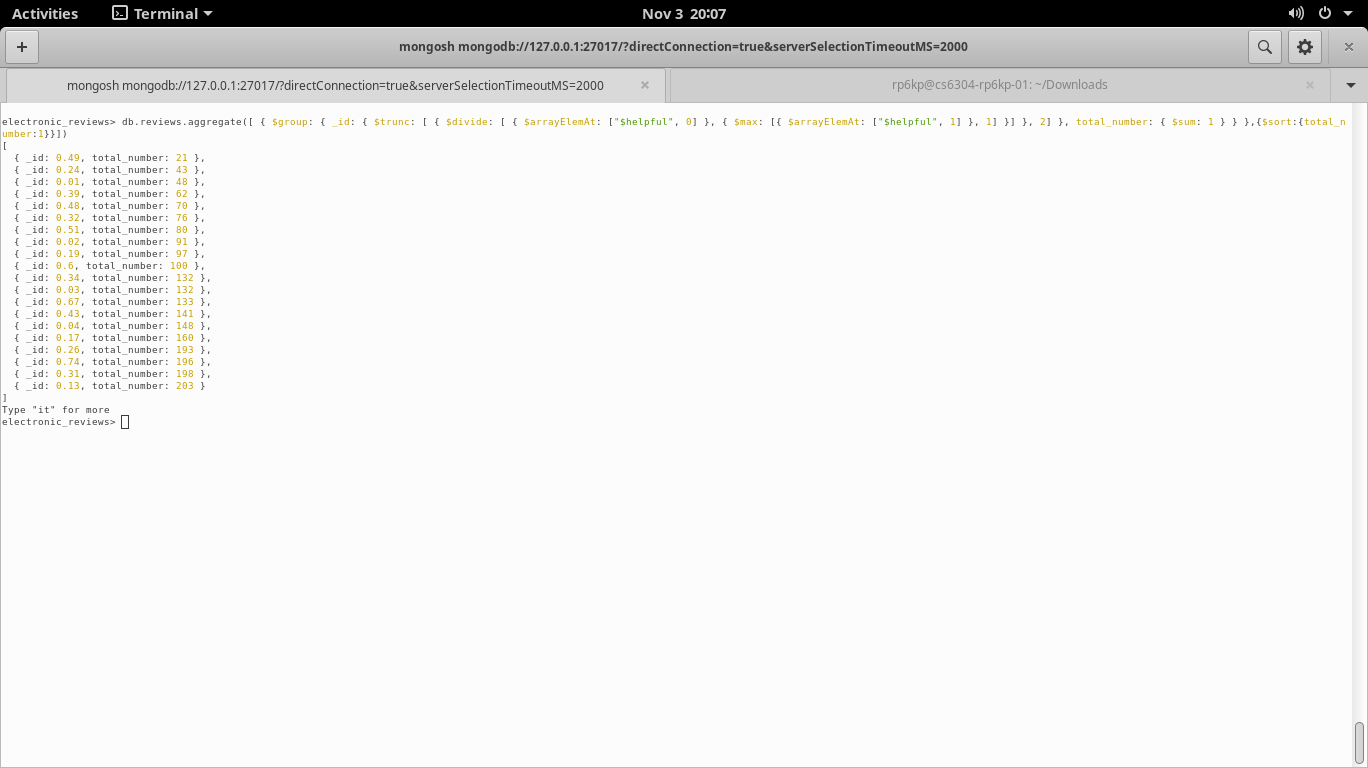 Activities Terminal Nov 3 20:07
mongosh mongodb://127.0.0.1:27017/?directConnection=true&serverSelectionTimeoutMS=2000
mongosh mongodb://127.0.0.1:27017/?directConnection=true&serverSelectionTimeoutMS=2000 rp6kp@cs6304-rp6kp-01: ~/Downloads
electronic_reviews> db.reviews.aggregate([ { $group: { _id: { $trunc: [ { $divide: [ { $arrayElemAt: ["$helpful", 0] }, { $max: [{ $arrayElemAt: ["$helpful", 1] }, 1] }] }, 2] }, total_number: { $sum: 1 } } },{$sort:{total_n
umber:1}}])
[
  { _id: 0.49, total_number: 21 },
  { _id: 0.24, total_number: 43 },
  { _id: 0.01, total_number: 48 },
  { _id: 0.39, total_number: 62 },
  { _id: 0.48, total_number: 70 },
  { _id: 0.32, total_number: 76 },
  { _id: 0.51, total_number: 80 },
  { _id: 0.02, total_number: 91 },
  { _id: 0.19, total_number: 97 },
  { _id: 0.6, total_number: 100 },
  { _id: 0.34, total_number: 132 },
  { _id: 0.03, total_number: 132 },
  { _id: 0.67, total_number: 133 },
  { _id: 0.43, total_number: 141 },
  { _id: 0.04, total_number: 148 },
  { _id: 0.17, total_number: 160 },
  { _id: 0.26, total_number: 193 },
  { _id: 0.74, total_number: 196 },
  { _id: 0.31, total_number: 198 },
  { _id: 0.13, total_number: 203 }
]
Type "it" for more
electronic_reviews>